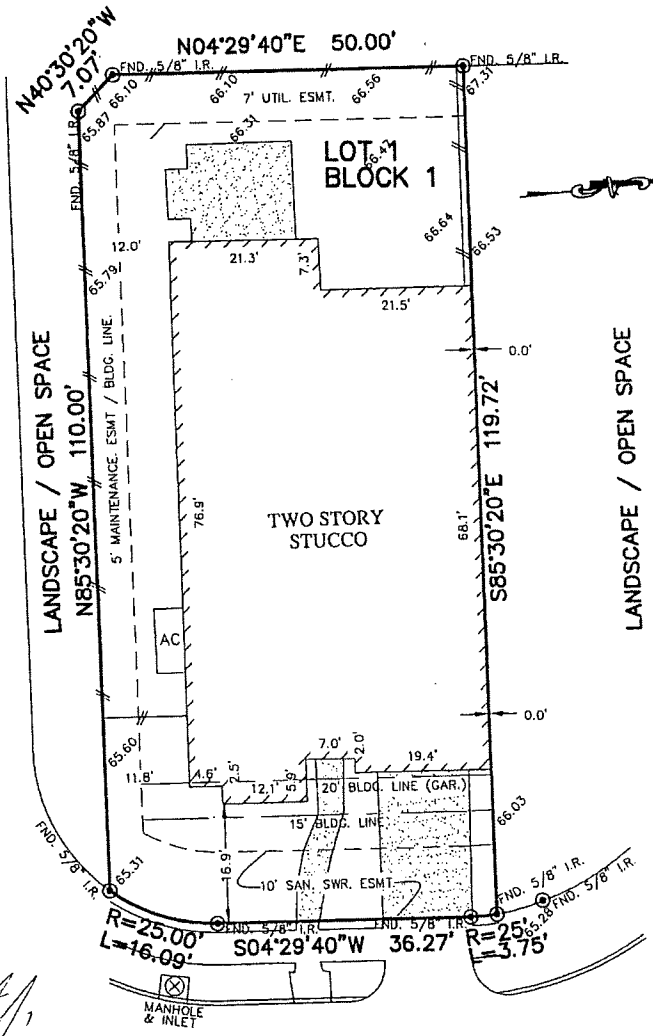 N04°29'40"E 50.00'
N40°30'20"W
7.07'
FND. 5/8" I.R.
FND. 5/8" I.R.
FND. 5/8" I.R.
66.10
66.10
66.56
67.31
65.87
7' UTIL. ESMT.
66.31
LOT 1
BLOCK 1
66.42
66.64
66.53
12.0'
21.3'
7.3'
21.5'
65.79
0.0'
LANDSCAPE / OPEN SPACE
N85°30'20"W 110.00'
5' MAINTENANCE. ESMT / BLDG. LINE.
76.9'
TWO STORY
STUCCO
68.1'
S85°30'20"E 119.72'
LANDSCAPE / OPEN SPACE
AC
0.0'
65.60
7.0'
2.0'
19.4'
11.8'
4.6'
2.5'
12.1'
5.9'
20' BLDG. LINE (GAR.)
15' BLDG. LINE
66.03
16.9'
10' SAN. SWR. ESMT.
FND. 5/8" I.R.
65.31
FND. 5/8" I.R.
FND. 5/8" I.R.
FND. 5/8" I.R.
65.28
FND. 5/8" I.R.
R=25.00'
L=16.09'
S04°29'40"W 36.27'
R=25'
L=3.75'
MANHOLE
& INLET